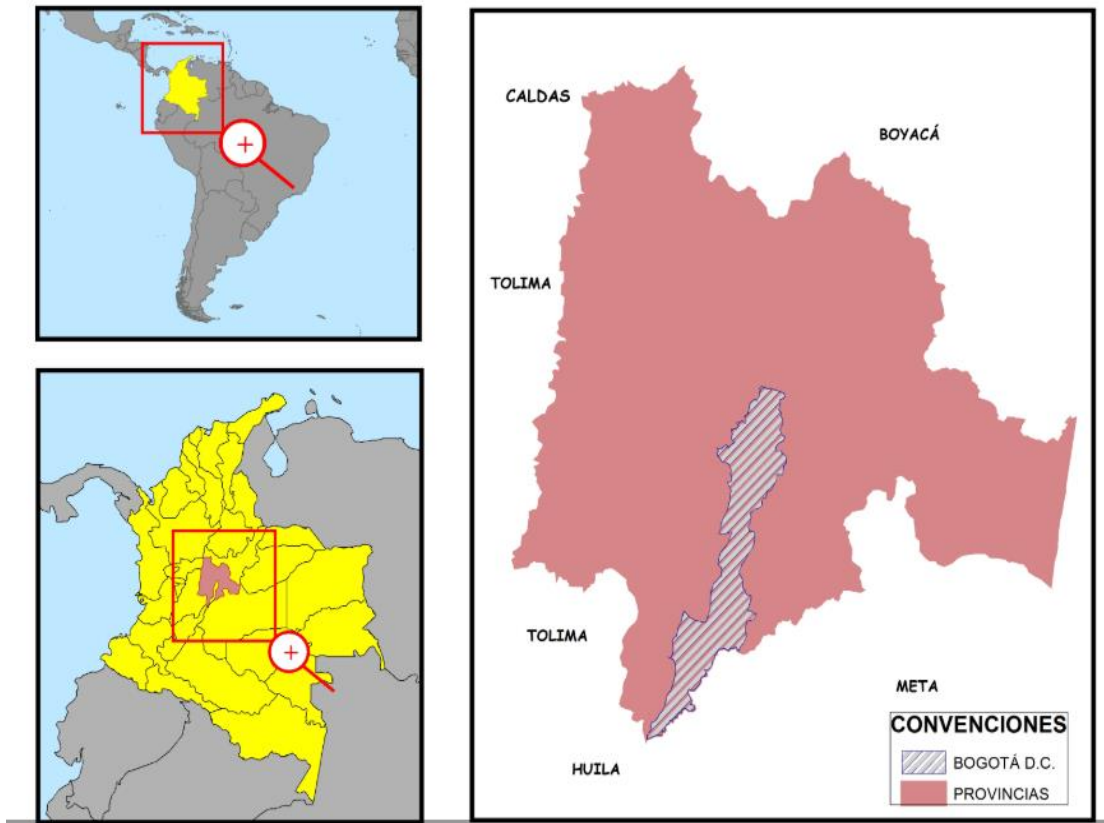 CALDAS
BOYACÁ
TOLIMA
TOLIMA
META
HUILA
CONVENCIONES
BOGOTÁ D.C.
PROVINCIAS